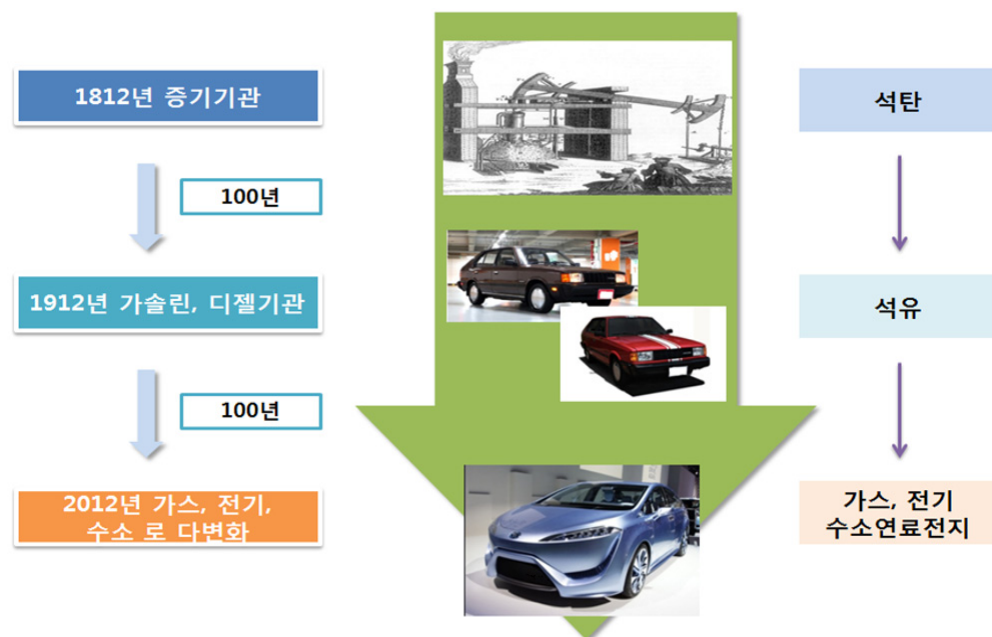 1812년 증기기관
석탄
100년
1912년 가솔린, 디젤기관
석유
100년
2012년 가스, 전기,
수소 로 다변화
가스, 전기
수소연료전지